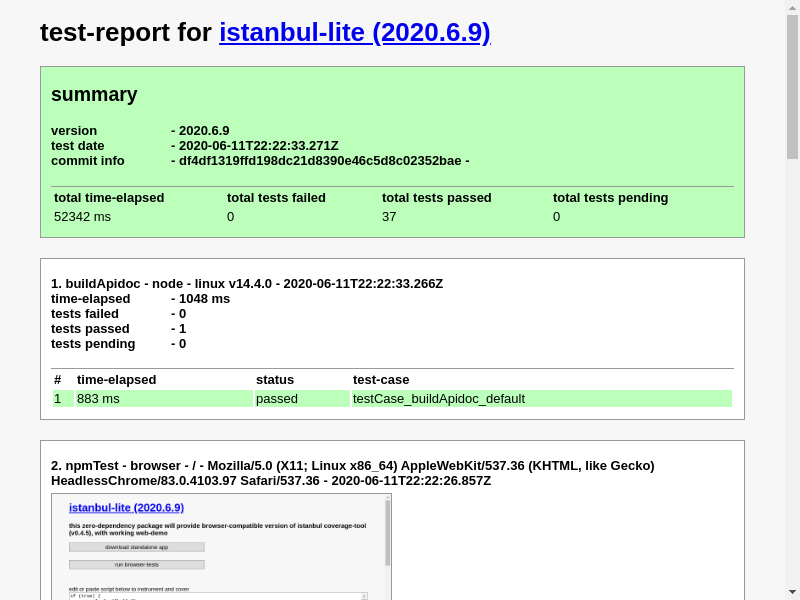 test-report for istanbul-lite (2020.6.9)
summary
version - 2020.6.9
test date - 2020-06-11T22:22:33.271Z
commit info - df4df1319ffd198dc21d8390e46c5d8c02352bae -
total time-elapsed total tests failed total tests passed total tests pending
52342 ms 0 37 0
1. buildApidoc - node - linux v14.4.0 - 2020-06-11T22:22:33.266Z
time-elapsed - 1048 ms
tests failed - 0
tests passed - 1
tests pending - 0
# time-elapsed status test-case
1 883 ms passed testCase_buildApidoc_default
2. npmTest - browser - / - Mozilla/5.0 (X11; Linux x86_64) AppleWebKit/537.36 (KHTML, like Gecko)
HeadlessChrome/83.0.4103.97 Safari/537.36 - 2020-06-11T22:22:26.857Z
istanbul-lite (2020.6.9)
this zero-dependency package will provide browser-compatible version of istanbul coverage-tool
(v0.4.5), with working web-demo
download standalone app
run browser-tests
edit or paste script below to instrument and cover
if (true) {